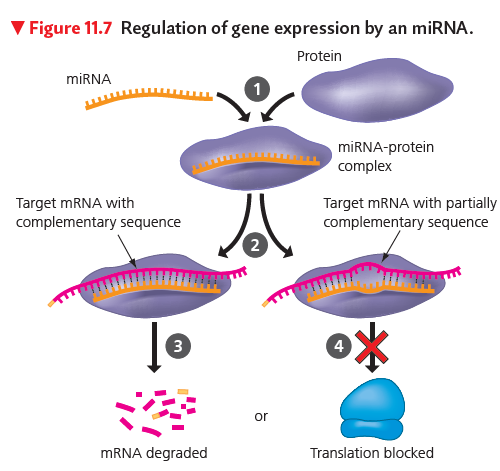 ▼ Figure 11.7 Regulation of gene expression by an miRNA.
Protein
miRNA
1
miRNA-protein
complex
Target mRNA with
complementary sequence
Target mRNA with partially
complementary sequence
2
3
4
or
mRNA degraded
Translation blocked